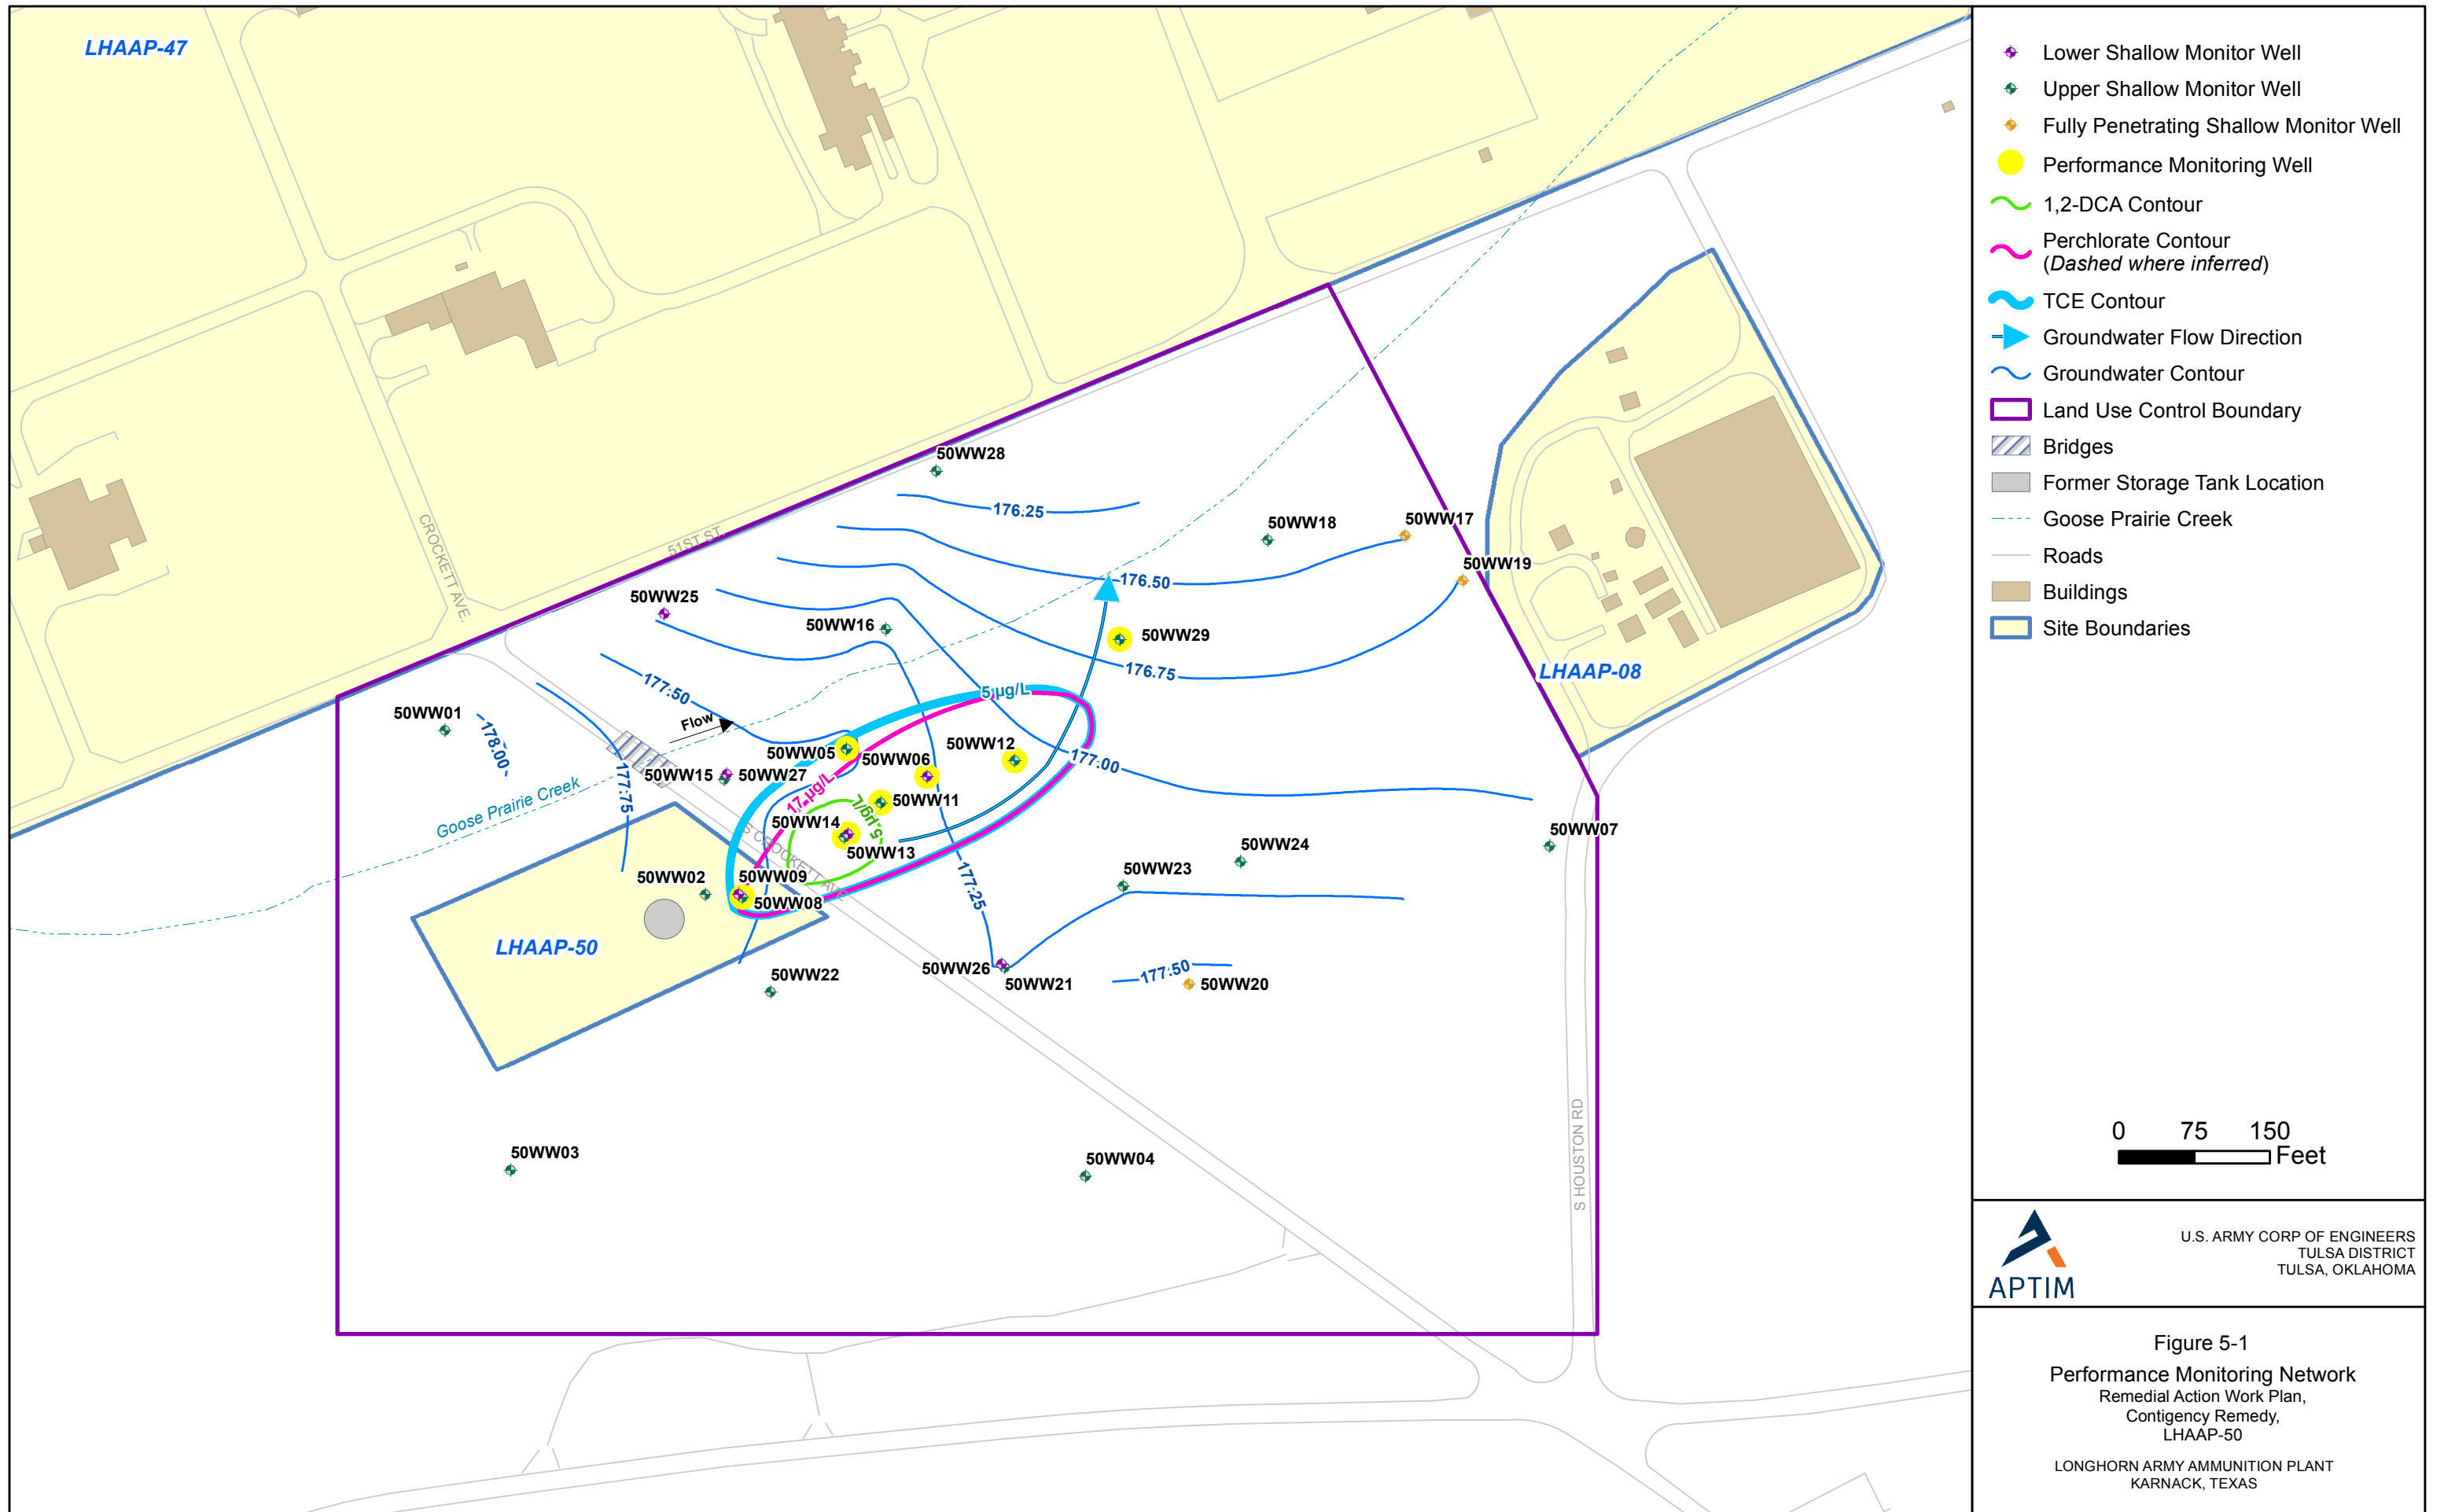 LHAAP-47
50WW28
176.25
50WW18
50WW17
51ST ST.
CROCKETT AVE.
50WW19
176.50
50WW25
50WW16
50WW29
176.75
LHAAP-08
177.50
5 µg/L
50WW01
Flow
178.00
50WW05
50WW12
50WW06
177.00
50WW15
50WW27
177.75
17 µg/L
50WW11
5 µg/L
Goose Prairie Creek
50WW14
S CROCKETT AVE.
50WW13
50WW07
50WW24
50WW23
50WW02
50WW09
177.25
50WW08
LHAAP-50
50WW26
50WW22
50WW21
177.50
50WW20
50WW03
50WW04
S HOUSTON RD
Lower Shallow Monitor Well
Upper Shallow Monitor Well
Fully Penetrating Shallow Monitor Well
Performance Monitoring Well
1,2-DCA Contour
Perchlorate Contour
(Dashed where inferred)
TCE Contour
Groundwater Flow Direction
Groundwater Contour
Land Use Control Boundary
Bridges
Former Storage Tank Location
Goose Prairie Creek
Roads
Buildings
Site Boundaries
0 75 150
Feet
APTIM
U.S. ARMY CORP OF ENGINEERS
TULSA DISTRICT
TULSA, OKLAHOMA
Figure 5-1
Performance Monitoring Network
Remedial Action Work Plan,
Contigency Remedy,
LHAAP-50
LONGHORN ARMY AMMUNITION PLANT
KARNACK, TEXAS